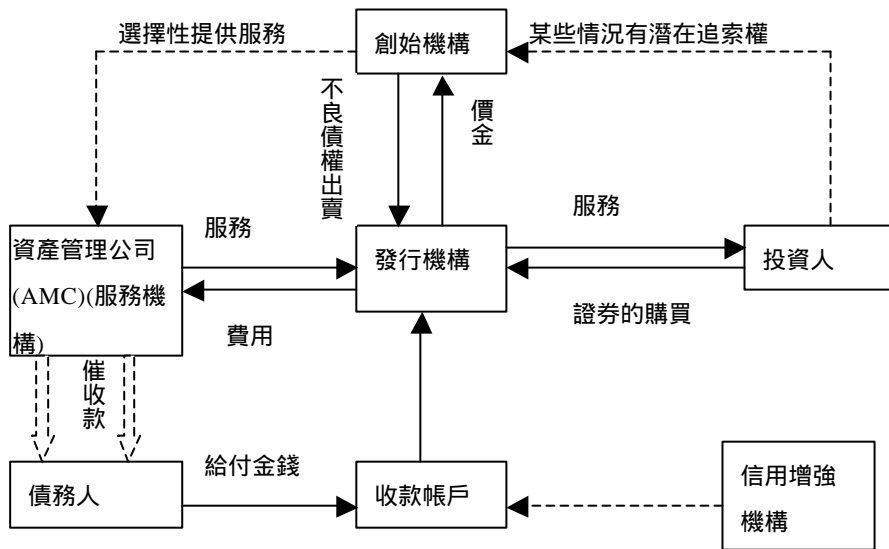 選擇性提供服務
創始機構
某些情況有潛在追索權
不良債權出賣
價金
資產管理公司
(AMC)(服務機
構)
服務
費用
發行機構
服務
證券的購買
投資人
催收款
債務人
給付金錢
收款帳戶
信用增強
機構